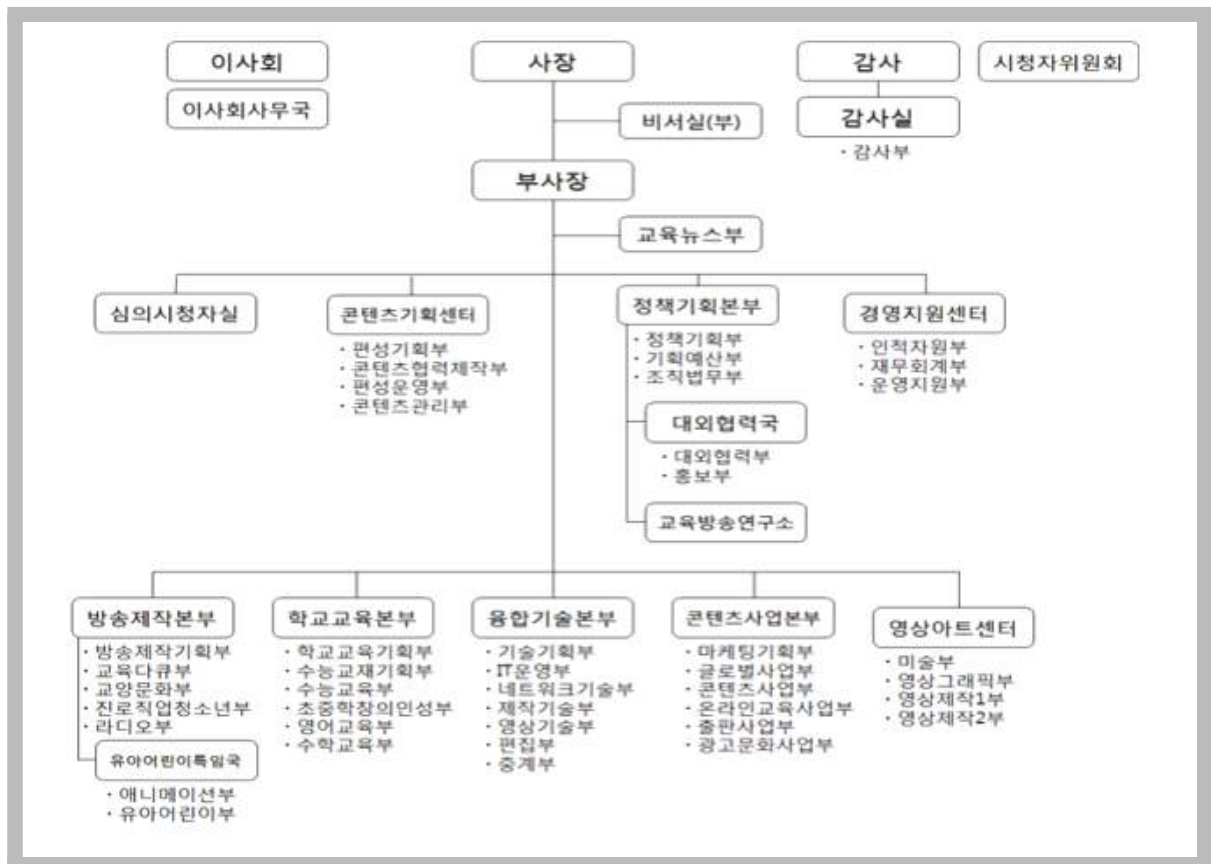 이사회
이사회사무국
사장
비서실(부)
부사장
교육뉴스부
감사
감사실
· 감사부
시청자위원회
심의시청자실
콘텐츠기획센터
· 편성기획부
· 콘텐츠협력제작부
· 편성운영부
· 콘텐츠관리부
정책기획본부
· 정책기획부
· 기획예산부
· 조직법무부
대외협력국
· 대외협력부
· 홍보부
교육방송연구소
경영지원센터
· 인적자원부
· 재무회계부
· 운영지원부
방송제작본부
· 방송제작기획부
· 교육다큐부
· 교양문화부
· 진로직업청소년부
· 라디오부
유아어린이특임국
· 애니메이션부
· 유아어린이부
학교교육본부
· 학교교육기획부
· 수능교재기획부
· 수능교육부
· 초중학창의인성부
· 영어교육부
· 수학교육부
융합기술본부
· 기술기획부
· IT운영부
· 네트워크기술부
· 제작기술부
· 영상기술부
· 편집부
· 중계부
콘텐츠사업본부
· 마케팅기획부
· 글로벌사업부
· 콘텐츠사업부
· 온라인교육사업부
· 출판사업부
· 광고문화사업부
영상아트센터
· 미술부
· 영상그래픽부
· 영상제작1부
· 영상제작2부